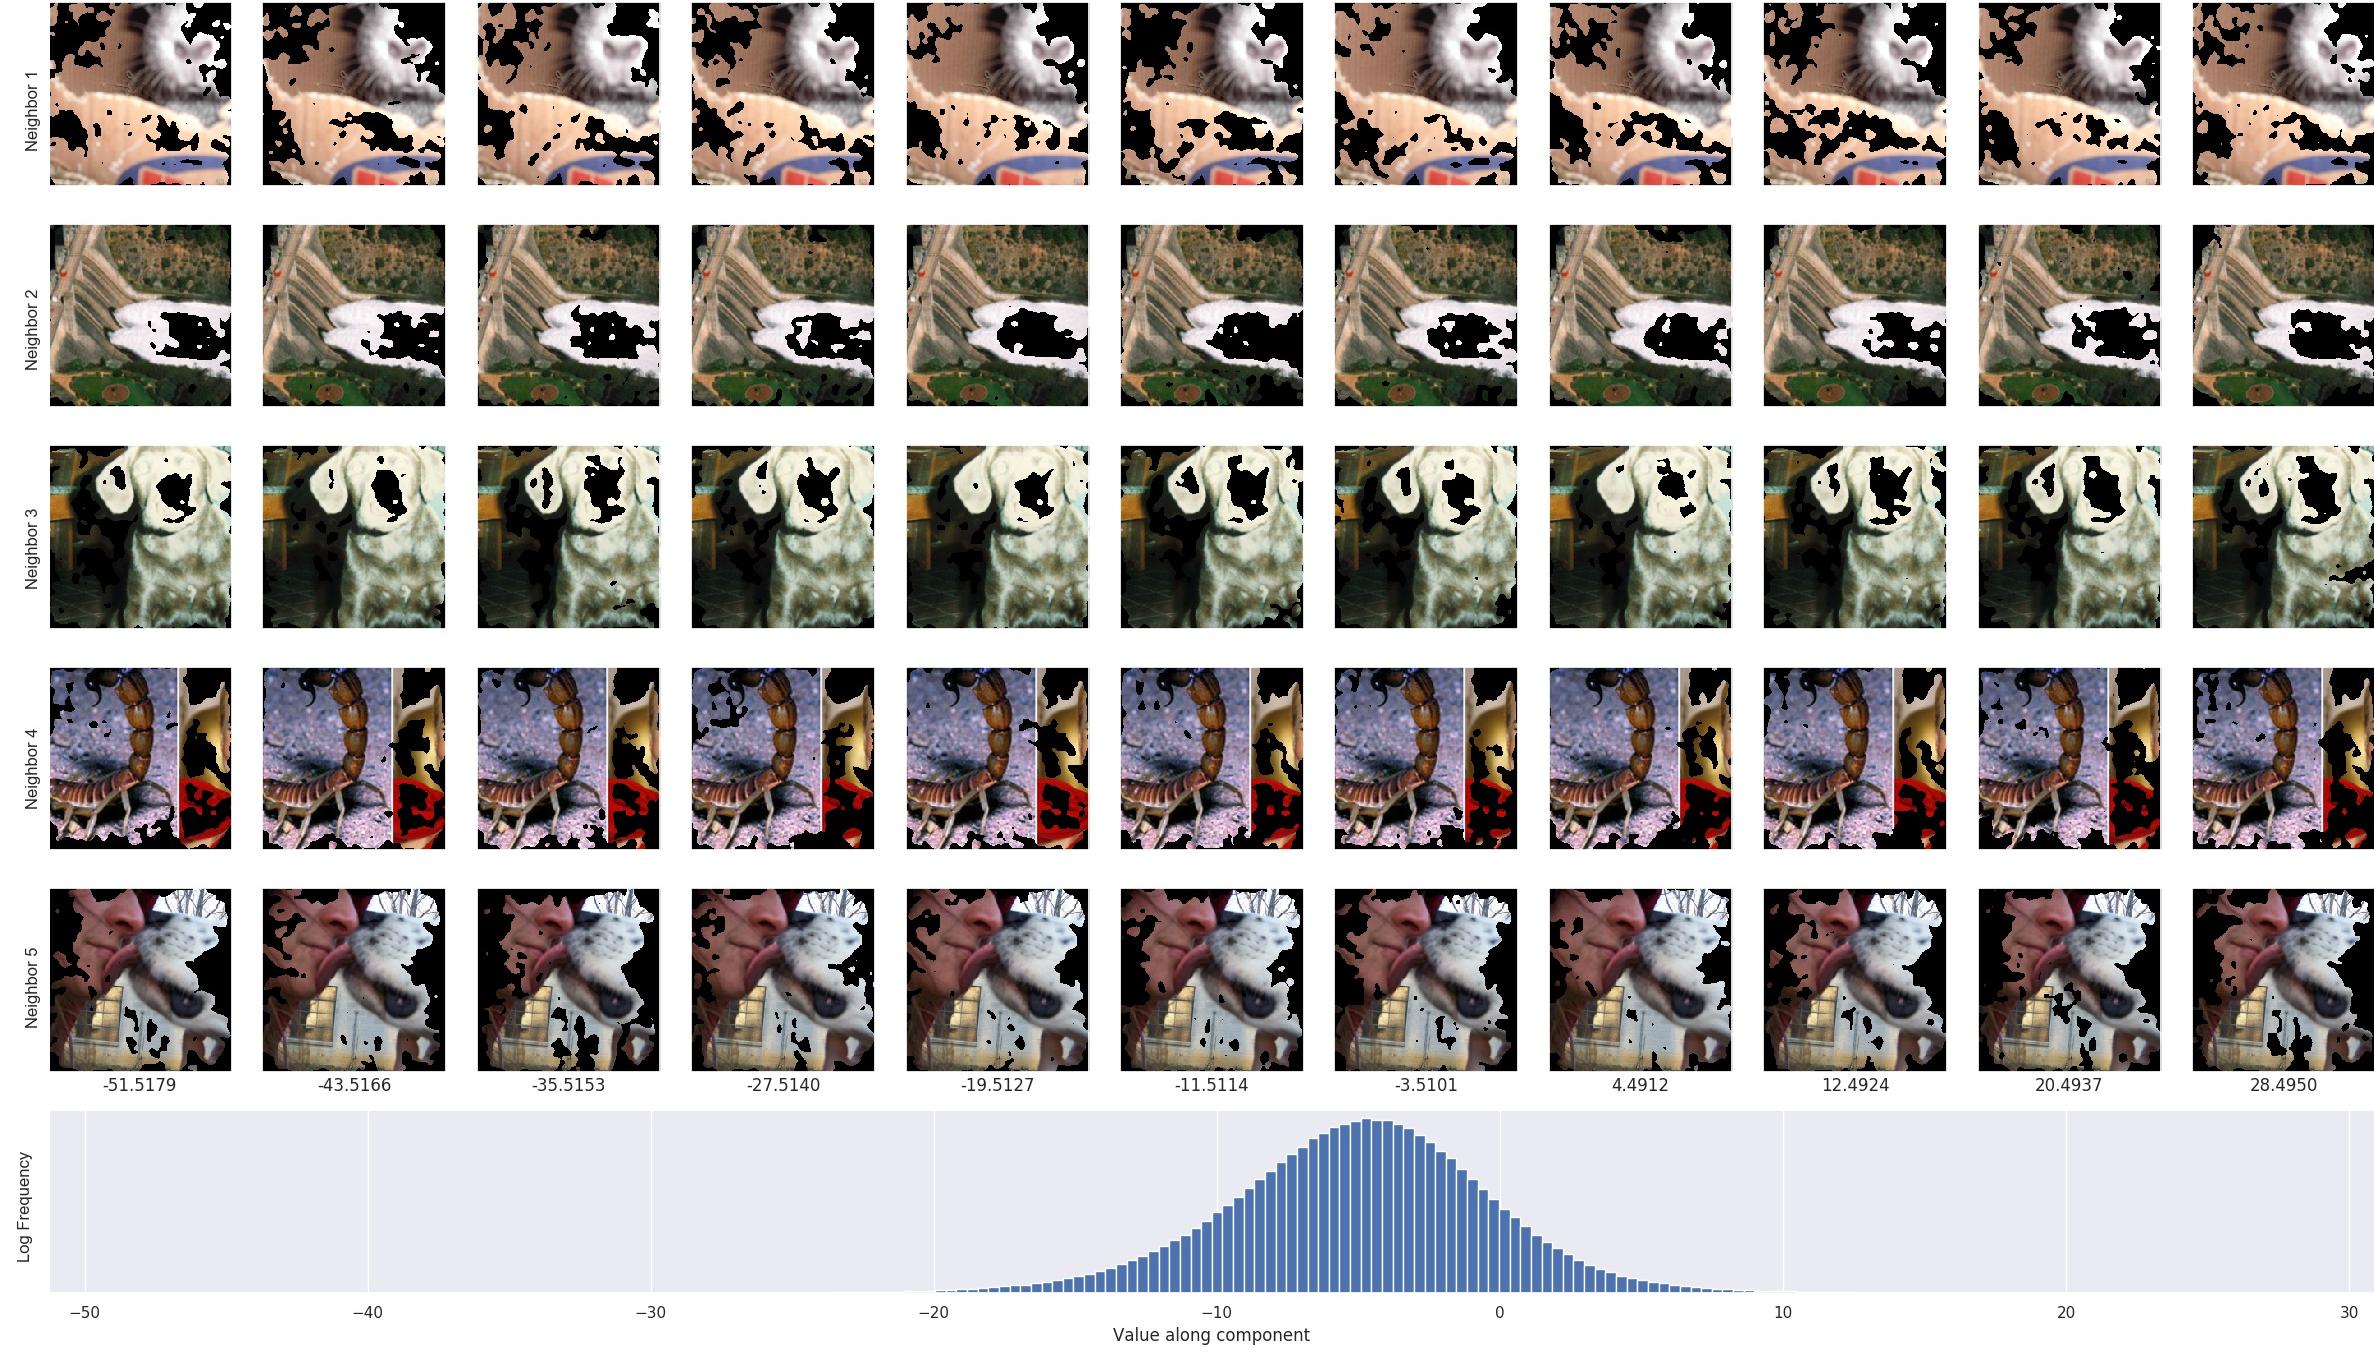 Neighbor 1
Neighbor 2
Neighbor 3
Neighbor 4
Neighbor 5
-51.5179 -43.5166 -35.5153 -27.5140 -19.5127 -11.5114 -3.5101 4.4912 12.4924 20.4937 28.4950
Log Frequency
−50 −40 −30 −20 −10 0 10 20 30
Value along component